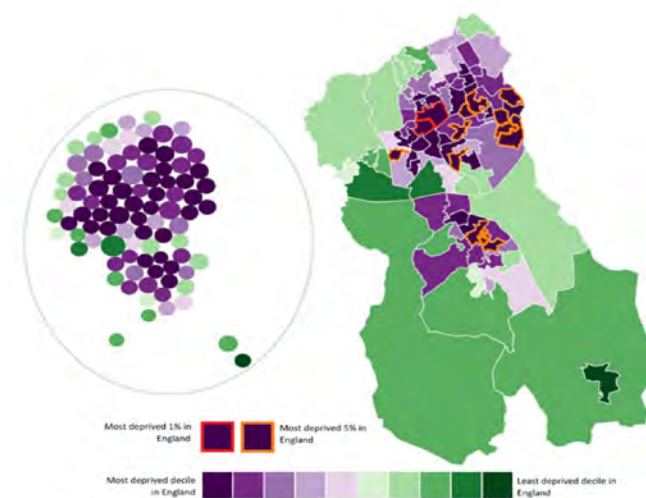 Most deprived 1% in
England
Most deprived 5% in
England
Most deprived decile
in England
Least deprived decile in
England